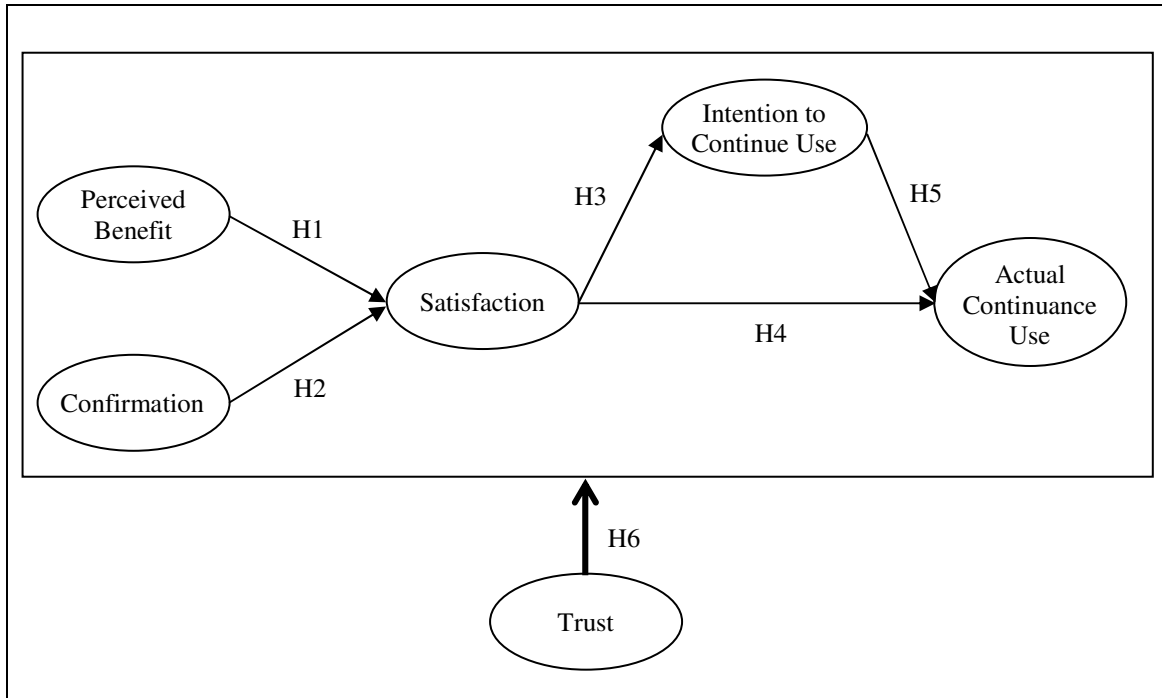 Perceived
Benefit
H1
Confirmation
H2
Satisfaction
H3
Intention to
Continue Use
H5
H4
Actual
Continuance
Use
H6
Trust